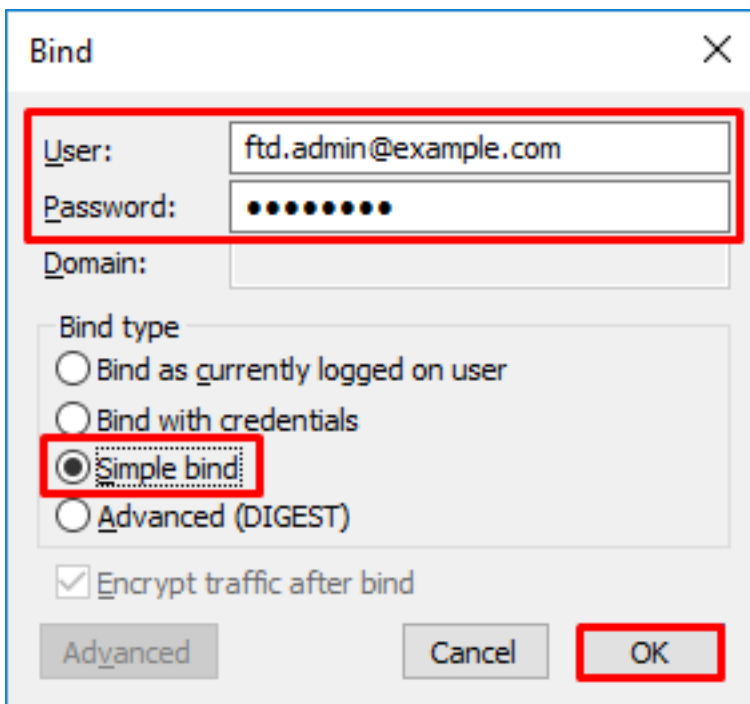 Bind
User: ftd.admin@example.com
Password: ●●●●●●●●
Domain:
Bind type
Bind as currently logged on user
Bind with credentials
Simple bind
Advanced (DIGEST)
Encrypt traffic after bind
Advanced Cancel OK